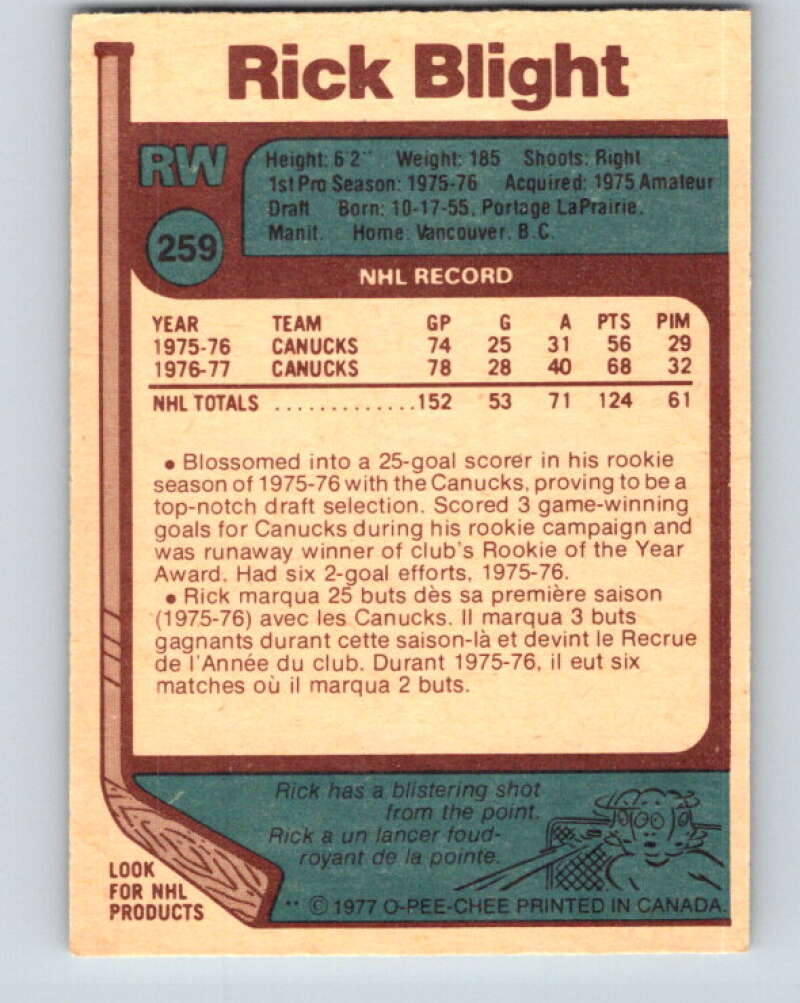 Rick Blight
RW
259
Height: 6'2" Weight: 185 Shoots: Right
1st Pro Season: 1975-76 Acquired: 1975 Amateur
Draft Born: 10-17-55, Portage LaPrairie,
Manit. Home: Vancouver, B.C.
NHL RECORD
YEAR TEAM GP G A PTS PIM
1975-76 CANUCKS 74 25 31 56 29
1976-77 CANUCKS 78 28 40 68 32
NHL TOTALS ..............152 53 71 124 61
• Blossomed into a 25-goal scorer in his rookie
season of 1975-76 with the Canucks, proving to be a
top-notch draft selection. Scored 3 game-winning
goals for Canucks during his rookie campaign and
was runaway winner of club's Rookie of the Year
Award. Had six 2-goal efforts, 1975-76.
• Rick marqua 25 buts dès sa première saison
(1975-76) avec les Canucks. Il marqua 3 buts
gagnants durant cette saison-là et devint le Recrue
de l'Année du club. Durant 1975-76, il eut six
matches où il marqua 2 buts.
Rick has a blistering shot
from the point.
Rick a un lancer foud-
royant de la pointe.
LOOK
FOR NHL
PRODUCTS
** © 1977 O-PEE-CHEE PRINTED IN CANADA.